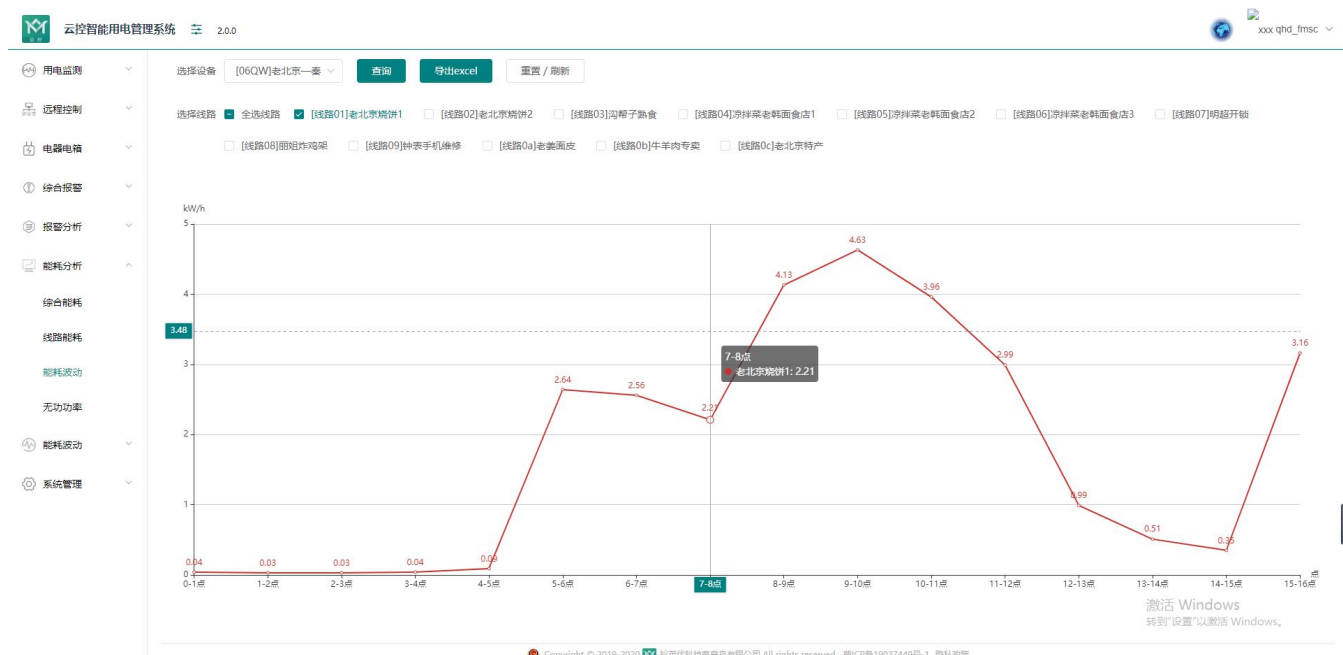 云控智能用电管理系统 2.0.0 xxx qhd_fmsc
用电监测
远程控制
电器电箱
综合报警
报警分析
能耗分析
综合能耗
线路能耗
能耗波动
无功功率
能耗波动
系统管理
选择设备 [06QW]老北京—秦 查询 导出excel 重置 / 刷新
选择线路 全选线路 [线路01]老北京烧饼1 [线路02]老北京烧饼2 [线路03]沟帮子熟食 [线路04]凉拌菜老韩面食店1 [线路05]凉拌菜老韩面食店2 [线路06]凉拌菜老韩面食店3 [线路07]明超开锁
[线路08]丽姐炸鸡架 [线路09]钟表手机维修 [线路0a]老姜面皮 [线路0b]牛羊肉专卖 [线路0c]老北京特产
kW/h
5
4
3.48
3
2
1
0
0.04 0.03 0.03 0.04 0.09 2.64 2.56 2.21 4.13 4.63 3.96 2.99 0.99 0.51 0.35 3.16
7-8点
老北京烧饼1: 2.21
0-1点 1-2点 2-3点 3-4点 4-5点 5-6点 6-7点 7-8点 8-9点 9-10点 10-11点 11-12点 12-13点 13-14点 14-15点 15-16点
点
激活 Windows
转到"设置"以激活 Windows。
Copyright © 2019-2020 All rights reserved